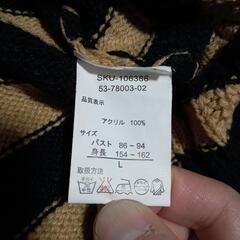 SKU-106386
53-78003-02
品質表示
アクリル 100%
サイズ
バスト 86 - 94
身長 154 - 162
L
取扱方法